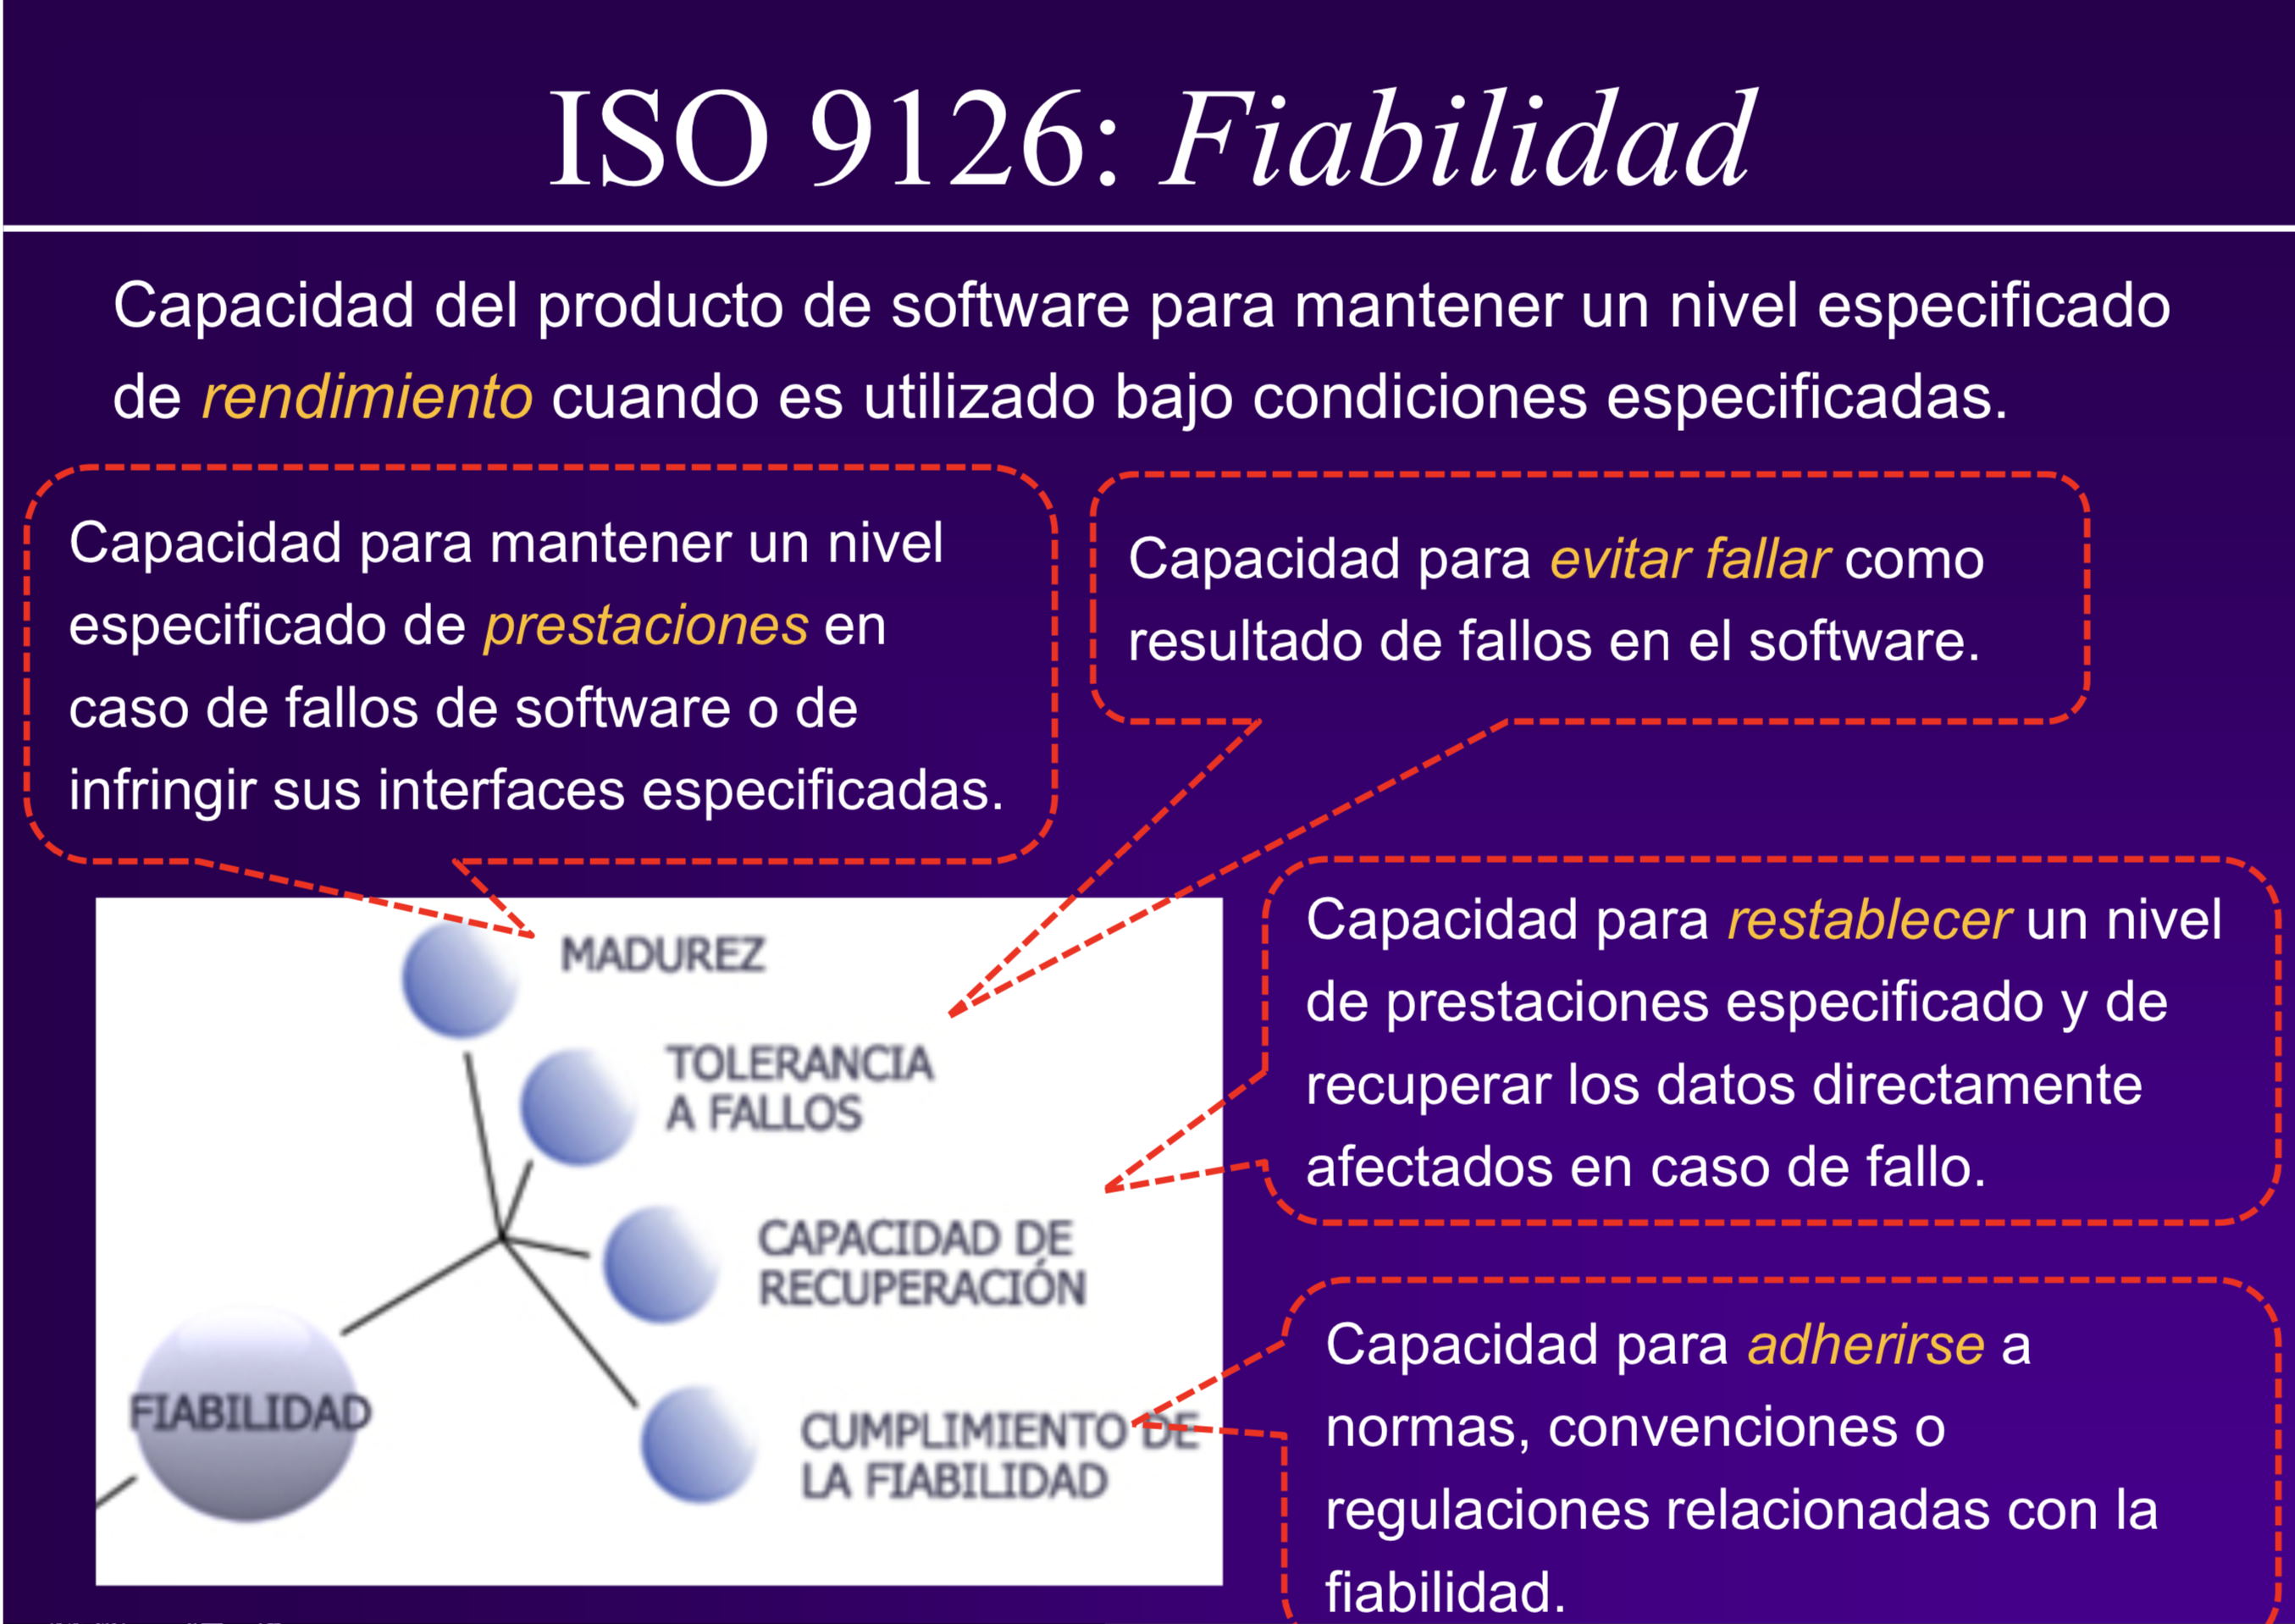 ISO 9126: Fiabilidad
Capacidad del producto de software para mantener un nivel especificado
de rendimiento cuando es utilizado bajo condiciones especificadas.
Capacidad para mantener un nivel
especificado de prestaciones en
caso de fallos de software o de
infringir sus interfaces especificadas.
Capacidad para evitar fallar como
resultado de fallos en el software.
Capacidad para restablecer un nivel
de prestaciones especificado y de
recuperar los datos directamente
afectados en caso de fallo.
Capacidad para adherirse a
normas, convenciones o
regulaciones relacionadas con la
fiabilidad.
MADUREZ
TOLERANCIA
A FALLOS
CAPACIDAD DE
RECUPERACIÓN
CUMPLIMIENTO DE
LA FIABILIDAD
FIABILIDAD